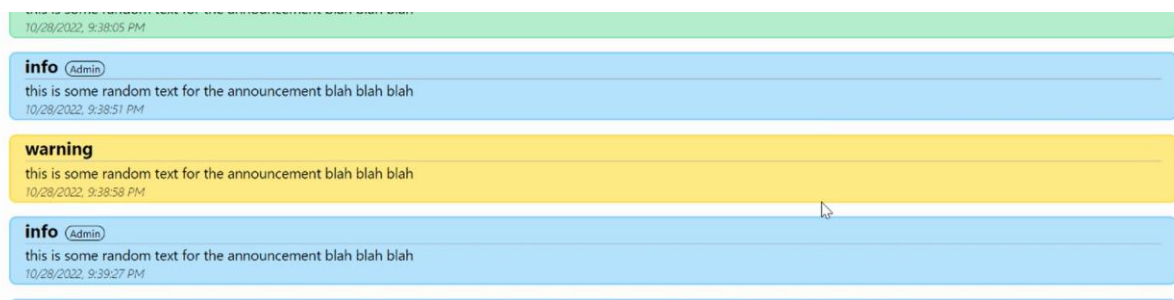 10/28/2022, 9:38:05 PM
info Admin
this is some random text for the announcement blah blah blah
10/28/2022, 9:38:51 PM
warning
this is some random text for the announcement blah blah blah
10/28/2022, 9:38:58 PM
info Admin
this is some random text for the announcement blah blah blah
10/28/2022, 9:39:27 PM